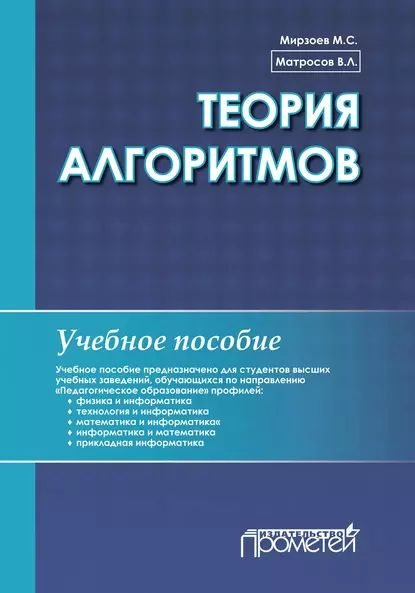 Мирзоев М.С.
Матросов В.Л.
ТЕОРИЯ
АЛГОРИТМОВ
Учебное пособие
Учебное пособие предназначено для студентов высших
учебных заведений, обучающихся по направлению
«Педагогическое образование» профилей:
♦ физика и информатика
♦ технология и информатика
♦ математика и информатика«
♦ информатика и математика
♦ прикладная информатика
ИЗДАТЕЛЬСТВО
ПРОМЕТЕЙ